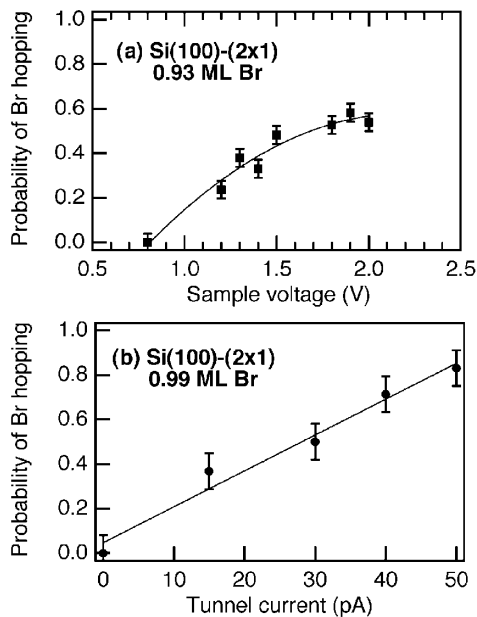 Probability of Br hopping
1.0
0.8
0.6
0.4
0.2
0.0
(a) Si(100)-(2x1)
0.93 ML Br
0.5 1.0 1.5 2.0 2.5
Sample voltage (V)
Probability of Br hopping
1.0
0.8
0.6
0.4
0.2
0.0
(b) Si(100)-(2x1)
0.99 ML Br
0 10 20 30 40 50
Tunnel current (pA)